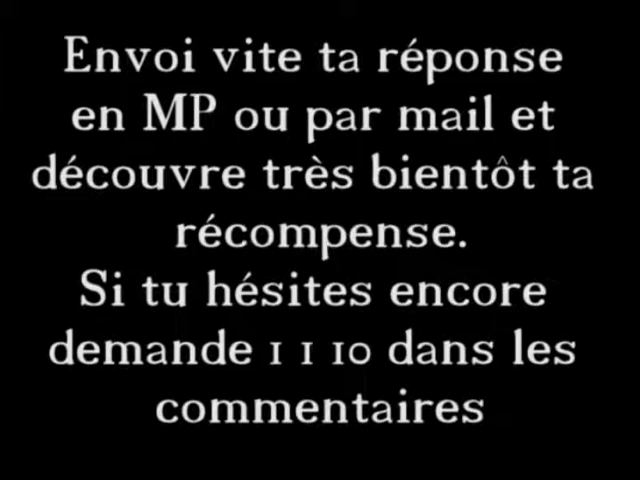 Envoi vite ta réponse
en MP ou par mail et
découvre très bientôt ta
récompense.
Si tu hésites encore
demande 1 1 10 dans les
commentaires